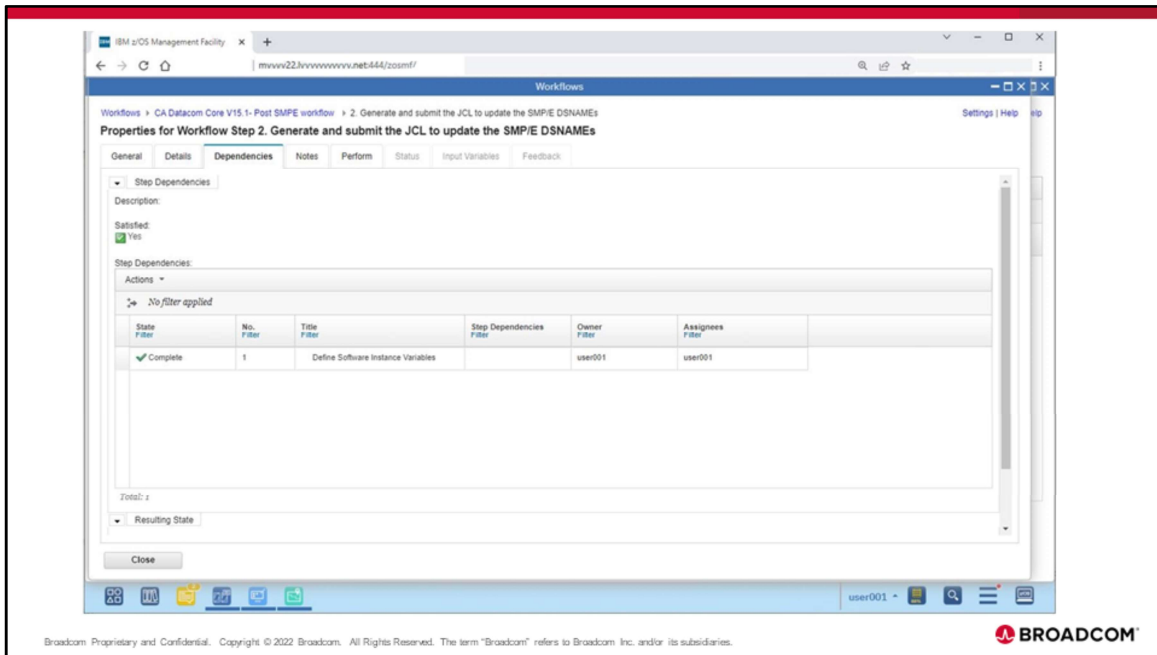 IBM z/OS Management Facility
mvvvv22.lvvvvvvvvvv.net:444/zosmf/
Workflows
Workflows CA Datacom Core V15.1- Post SMPE workflow 2. Generate and submit the JCL to update the SMP/E DSNAMEs
Settings | Help
Properties for Workflow Step 2. Generate and submit the JCL to update the SMP/E DSNAMEs
General Details Dependencies Notes Perform Status Input Variables Feedback
Step Dependencies
Description:
Satisfied:
Yes
Step Dependencies:
Actions
No filter applied
State No. Title Step Dependencies Owner Assignees
Filter Filter Filter Filter Filter Filter
Complete 1 Define Software Instance Variables user001 user001
Total: 1
Resulting State
Close
user001
Broadcom Proprietary and Confidential. Copyright © 2022 Broadcom. All Rights Reserved. The term “Broadcom” refers to Broadcom Inc. and/or its subsidiaries.
BROADCOM